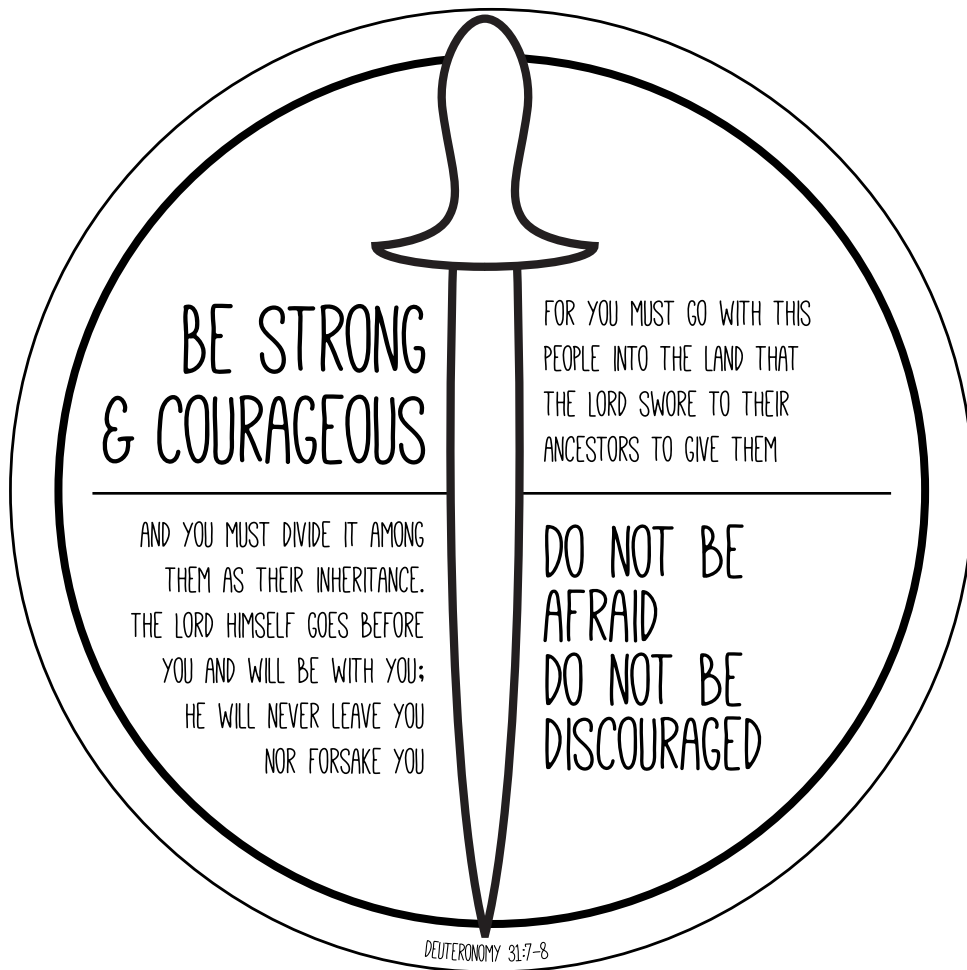 BE STRONG
& COURAGEOUS
FOR YOU MUST GO WITH THIS
PEOPLE INTO THE LAND THAT
THE LORD SWORE TO THEIR
ANCESTORS TO GIVE THEM
AND YOU MUST DIVIDE IT AMONG
THEM AS THEIR INHERITANCE.
THE LORD HIMSELF GOES BEFORE
YOU AND WILL BE WITH YOU;
HE WILL NEVER LEAVE YOU
NOR FORSAKE YOU
DO NOT BE
AFRAID
DO NOT BE
DISCOURAGED
DEUTERONOMY 31:7-8